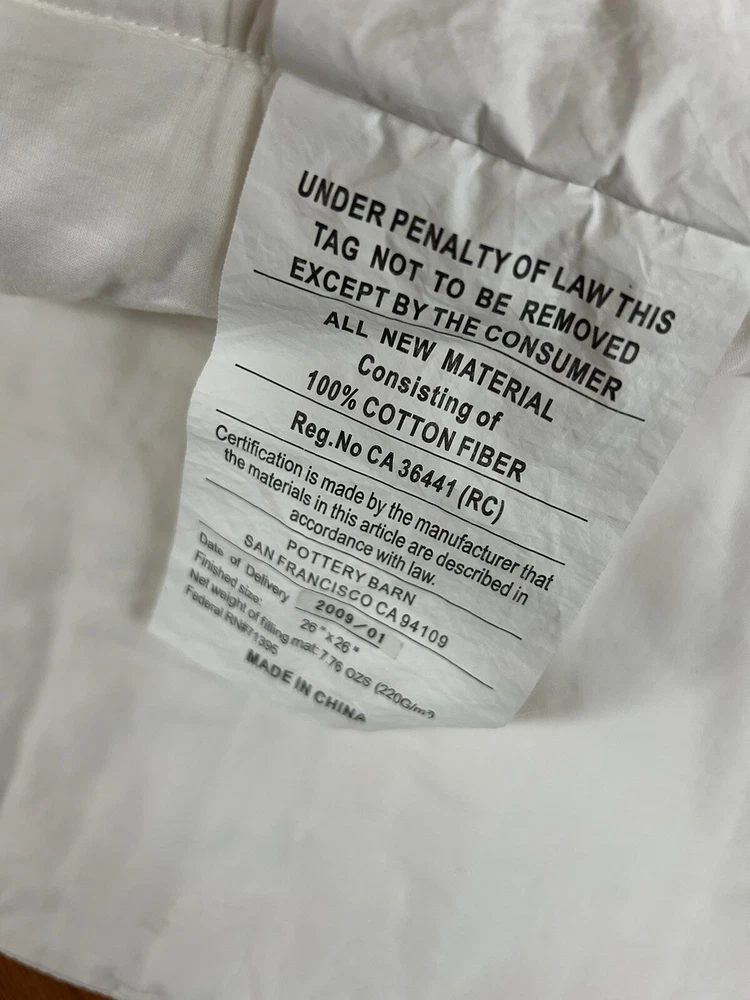 UNDER PENALTY OF LAW THIS
TAG NOT TO BE REMOVED
EXCEPT BY THE CONSUMER
ALL NEW MATERIAL
Consisting of
100% COTTON FIBER
Reg.No CA 36441 (RC)
Certification is made by the manufacturer that
the materials in this article are described in
accordance with law.
POTTERY BARN
SAN FRANCISCO CA 94109
Date of Delivery 2009/01
Finished size: 26"x26"
Net weight of filling mat: 7.76 OZS (220G/m²)
Federal RN#71395
MADE IN CHINA